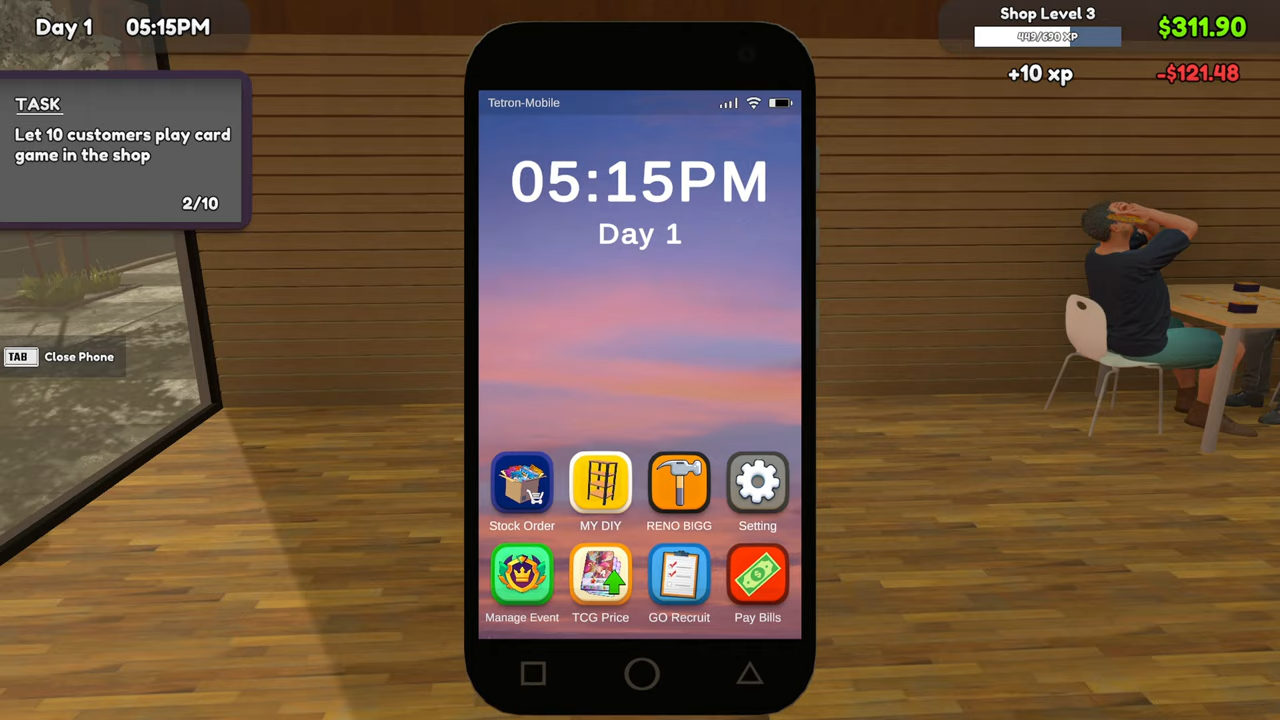 Day 1 05:15PM
Shop Level 3
449/690 XP
$311.90
+10 xp
-$121.48
TASK
Let 10 customers play card
game in the shop
2/10
TAB Close Phone
Tetron-Mobile
05:15PM
Day 1
Stock Order MY DIY RENO BIGG Setting
Manage Event TCG Price GO Recruit Pay Bills